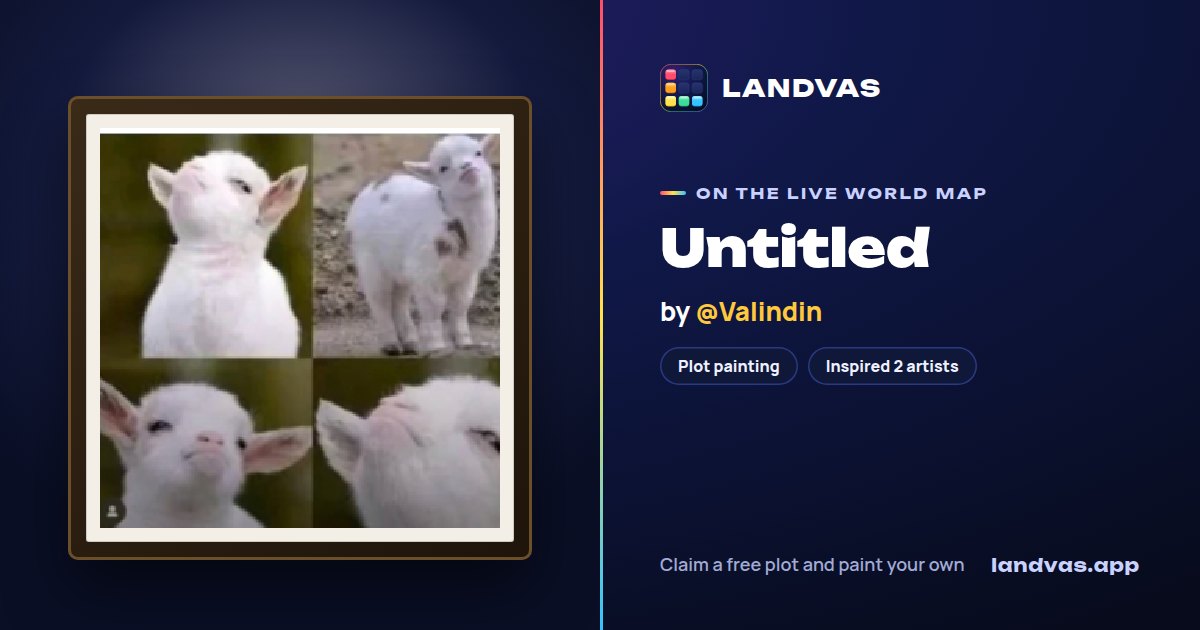 LANDVAS
ON THE LIVE WORLD MAP
Untitled
by @Valindin
Plot painting
Inspired 2 artists
Claim a free plot and paint your own
landvas.app